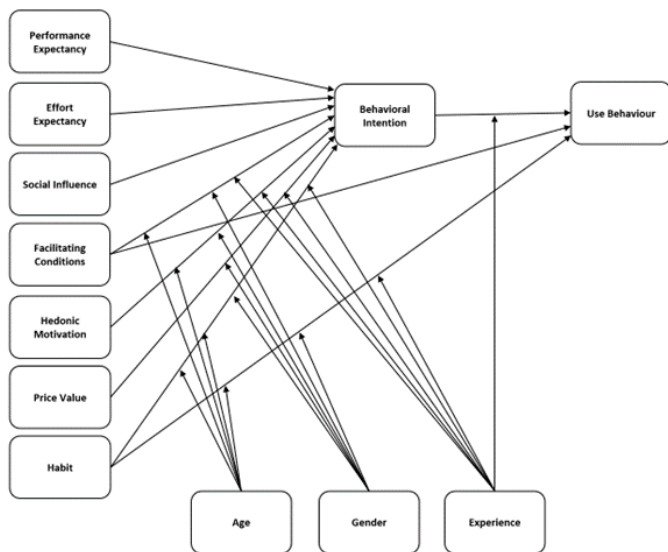 Performance
Expectancy
Effort
Expectancy
Social Influence
Facilitating
Conditions
Hedonic
Motivation
Price Value
Habit
Behavioral
Intention
Use Behaviour
Age
Gender
Experience